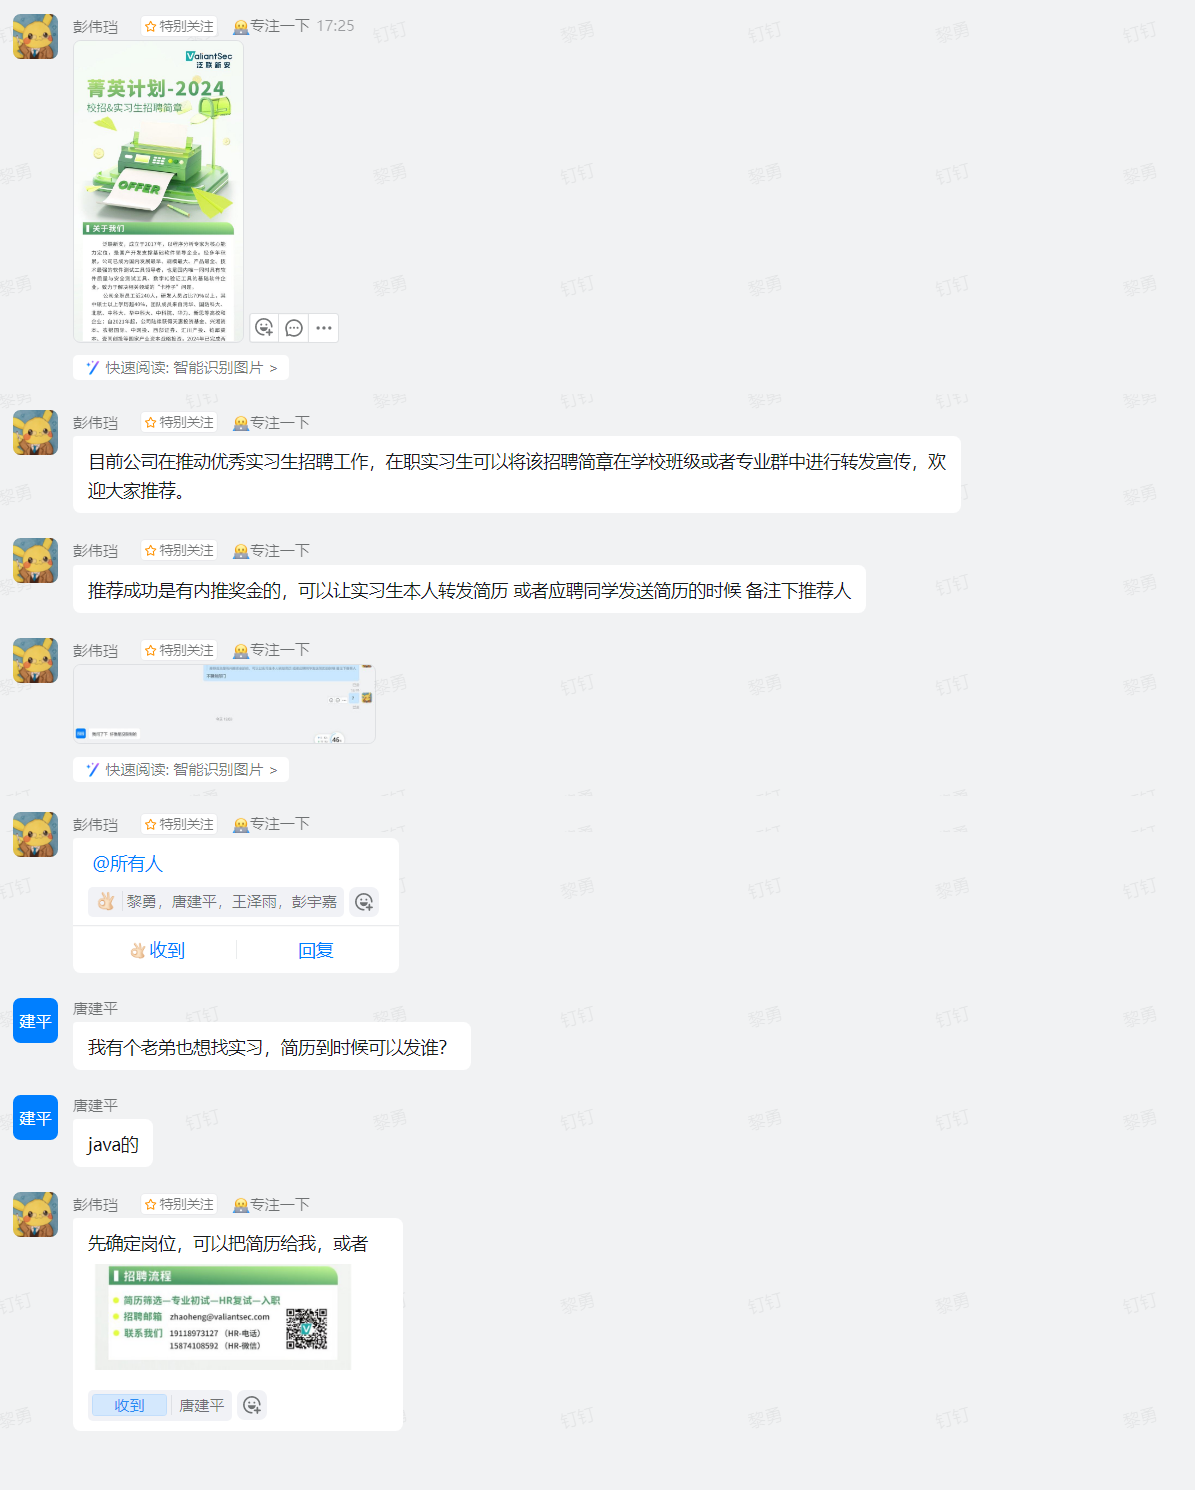 彭伟珰 特别关注 专注一下 17:25
ValiantSec
泛联新安
菁英计划-2024
校招&实习生招聘简章
OFFER
关于我们
快速阅读: 智能识别图片 >
彭伟珰 特别关注 专注一下
目前公司在推动优秀实习生招聘工作，在职实习生可以将该招聘简章在学校班级或者专业群中进行转发宣传，欢
迎大家推荐。
彭伟珰 特别关注 专注一下
推荐成功是有内推奖金的，可以让实习生本人转发简历 或者应聘同学发送简历的时候 备注下推荐人
彭伟珰 特别关注 专注一下
快速阅读: 智能识别图片 >
彭伟珰 特别关注 专注一下
@所有人
黎勇，唐建平，王泽雨，彭宇嘉
收到 回复
建平 唐建平
我有个老弟也想找实习，简历到时候可以发谁？
建平 唐建平
java的
彭伟珰 特别关注 专注一下
先确定岗位，可以把简历给我，或者
招聘流程
简历筛选—专业初试—HR复试—入职
招聘邮箱 zhaoheng@valiantsec.com
联系我们 19118973127 （HR-电话）
15874108592 （HR-微信）
收到 唐建平
钉钉 黎勇